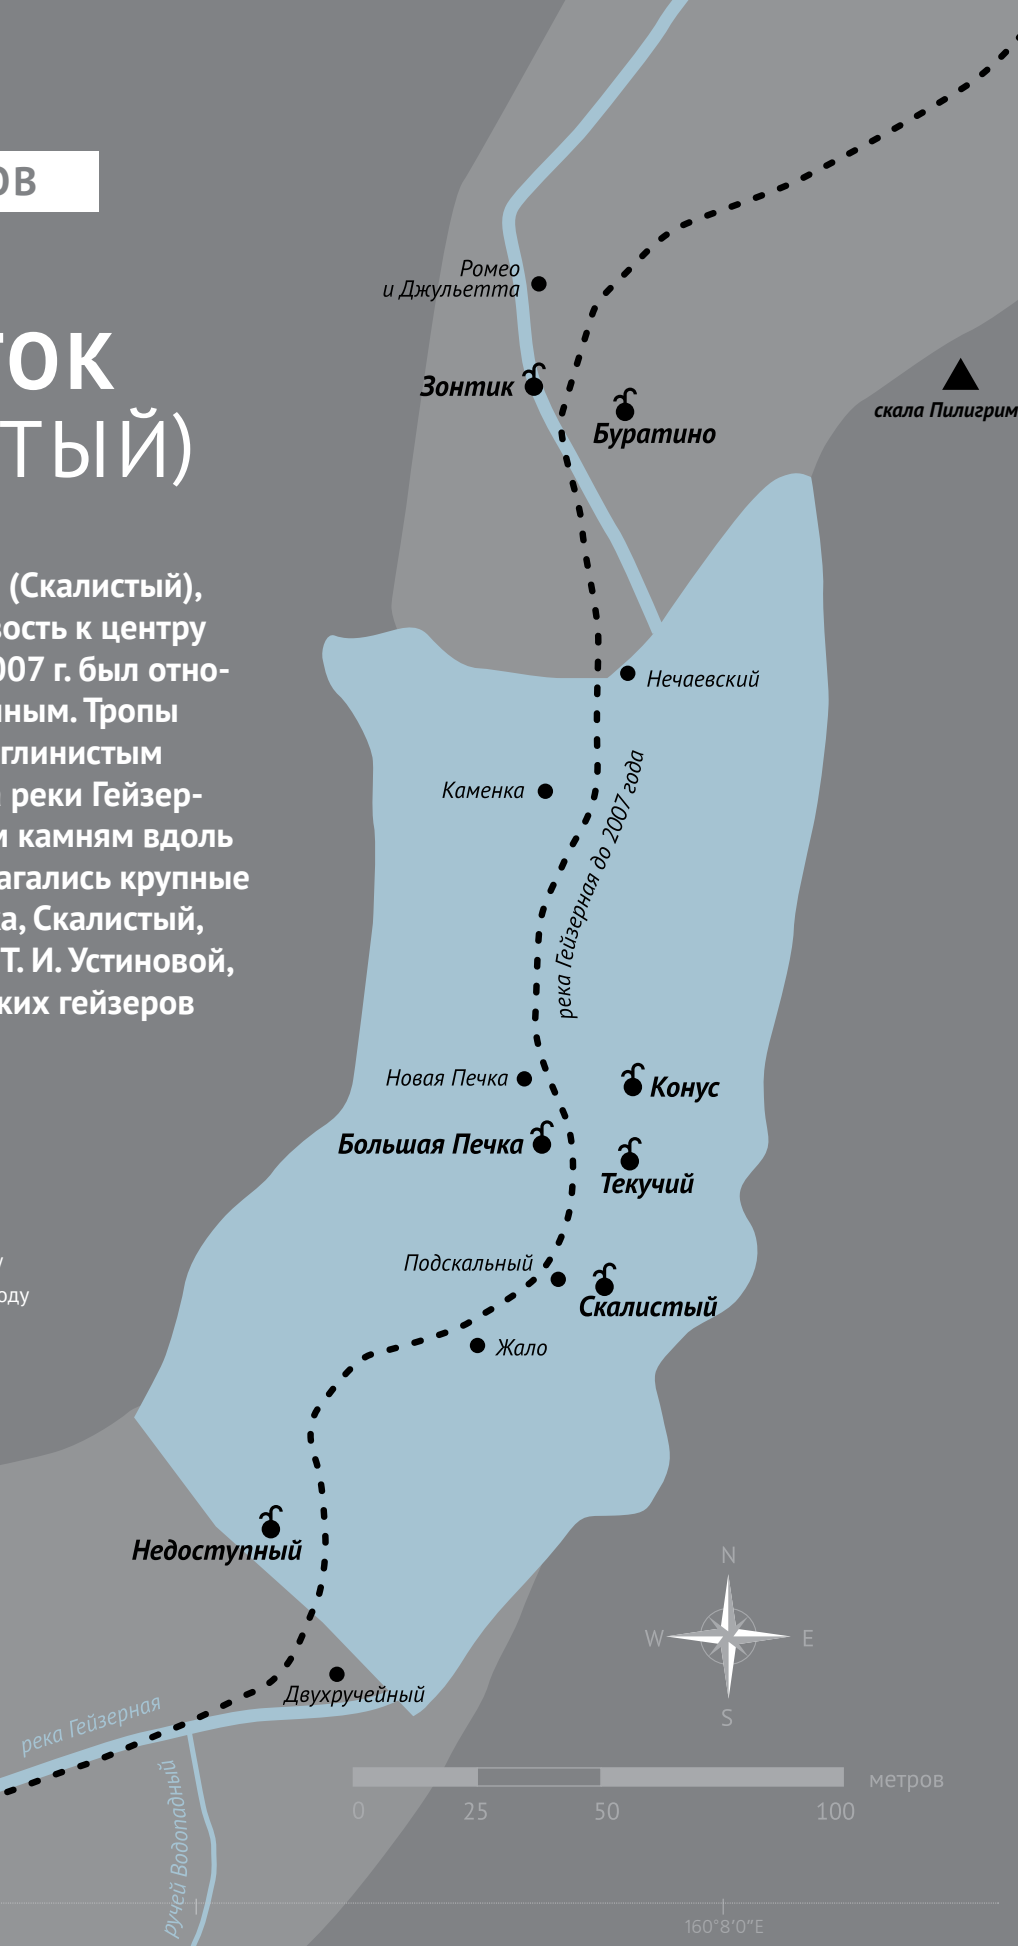 ОВ
ТОК
ТЫЙ)
(Скалистый),
вость к центру
007 г. был отно-
ным. Тропы
глинистым
реки Гейзер-
и камням вдоль
агались крупные
ка, Скалистый,
Т. И. Устиновой,
ких гейзеров
у
оду
Ромео
и Джульетта
Зонтик
Буратино
скала Пилигрим
Нечаевский
Каменка
река Гейзерная до 2007 года
Новая Печка
Конус
Большая Печка
Текучий
Подскальный
Скалистый
Жало
Недоступный
Двухручейный
река Гейзерная
ручей Водопадный
N
W
E
S
метров
0
25
50
100
160°8'0"E